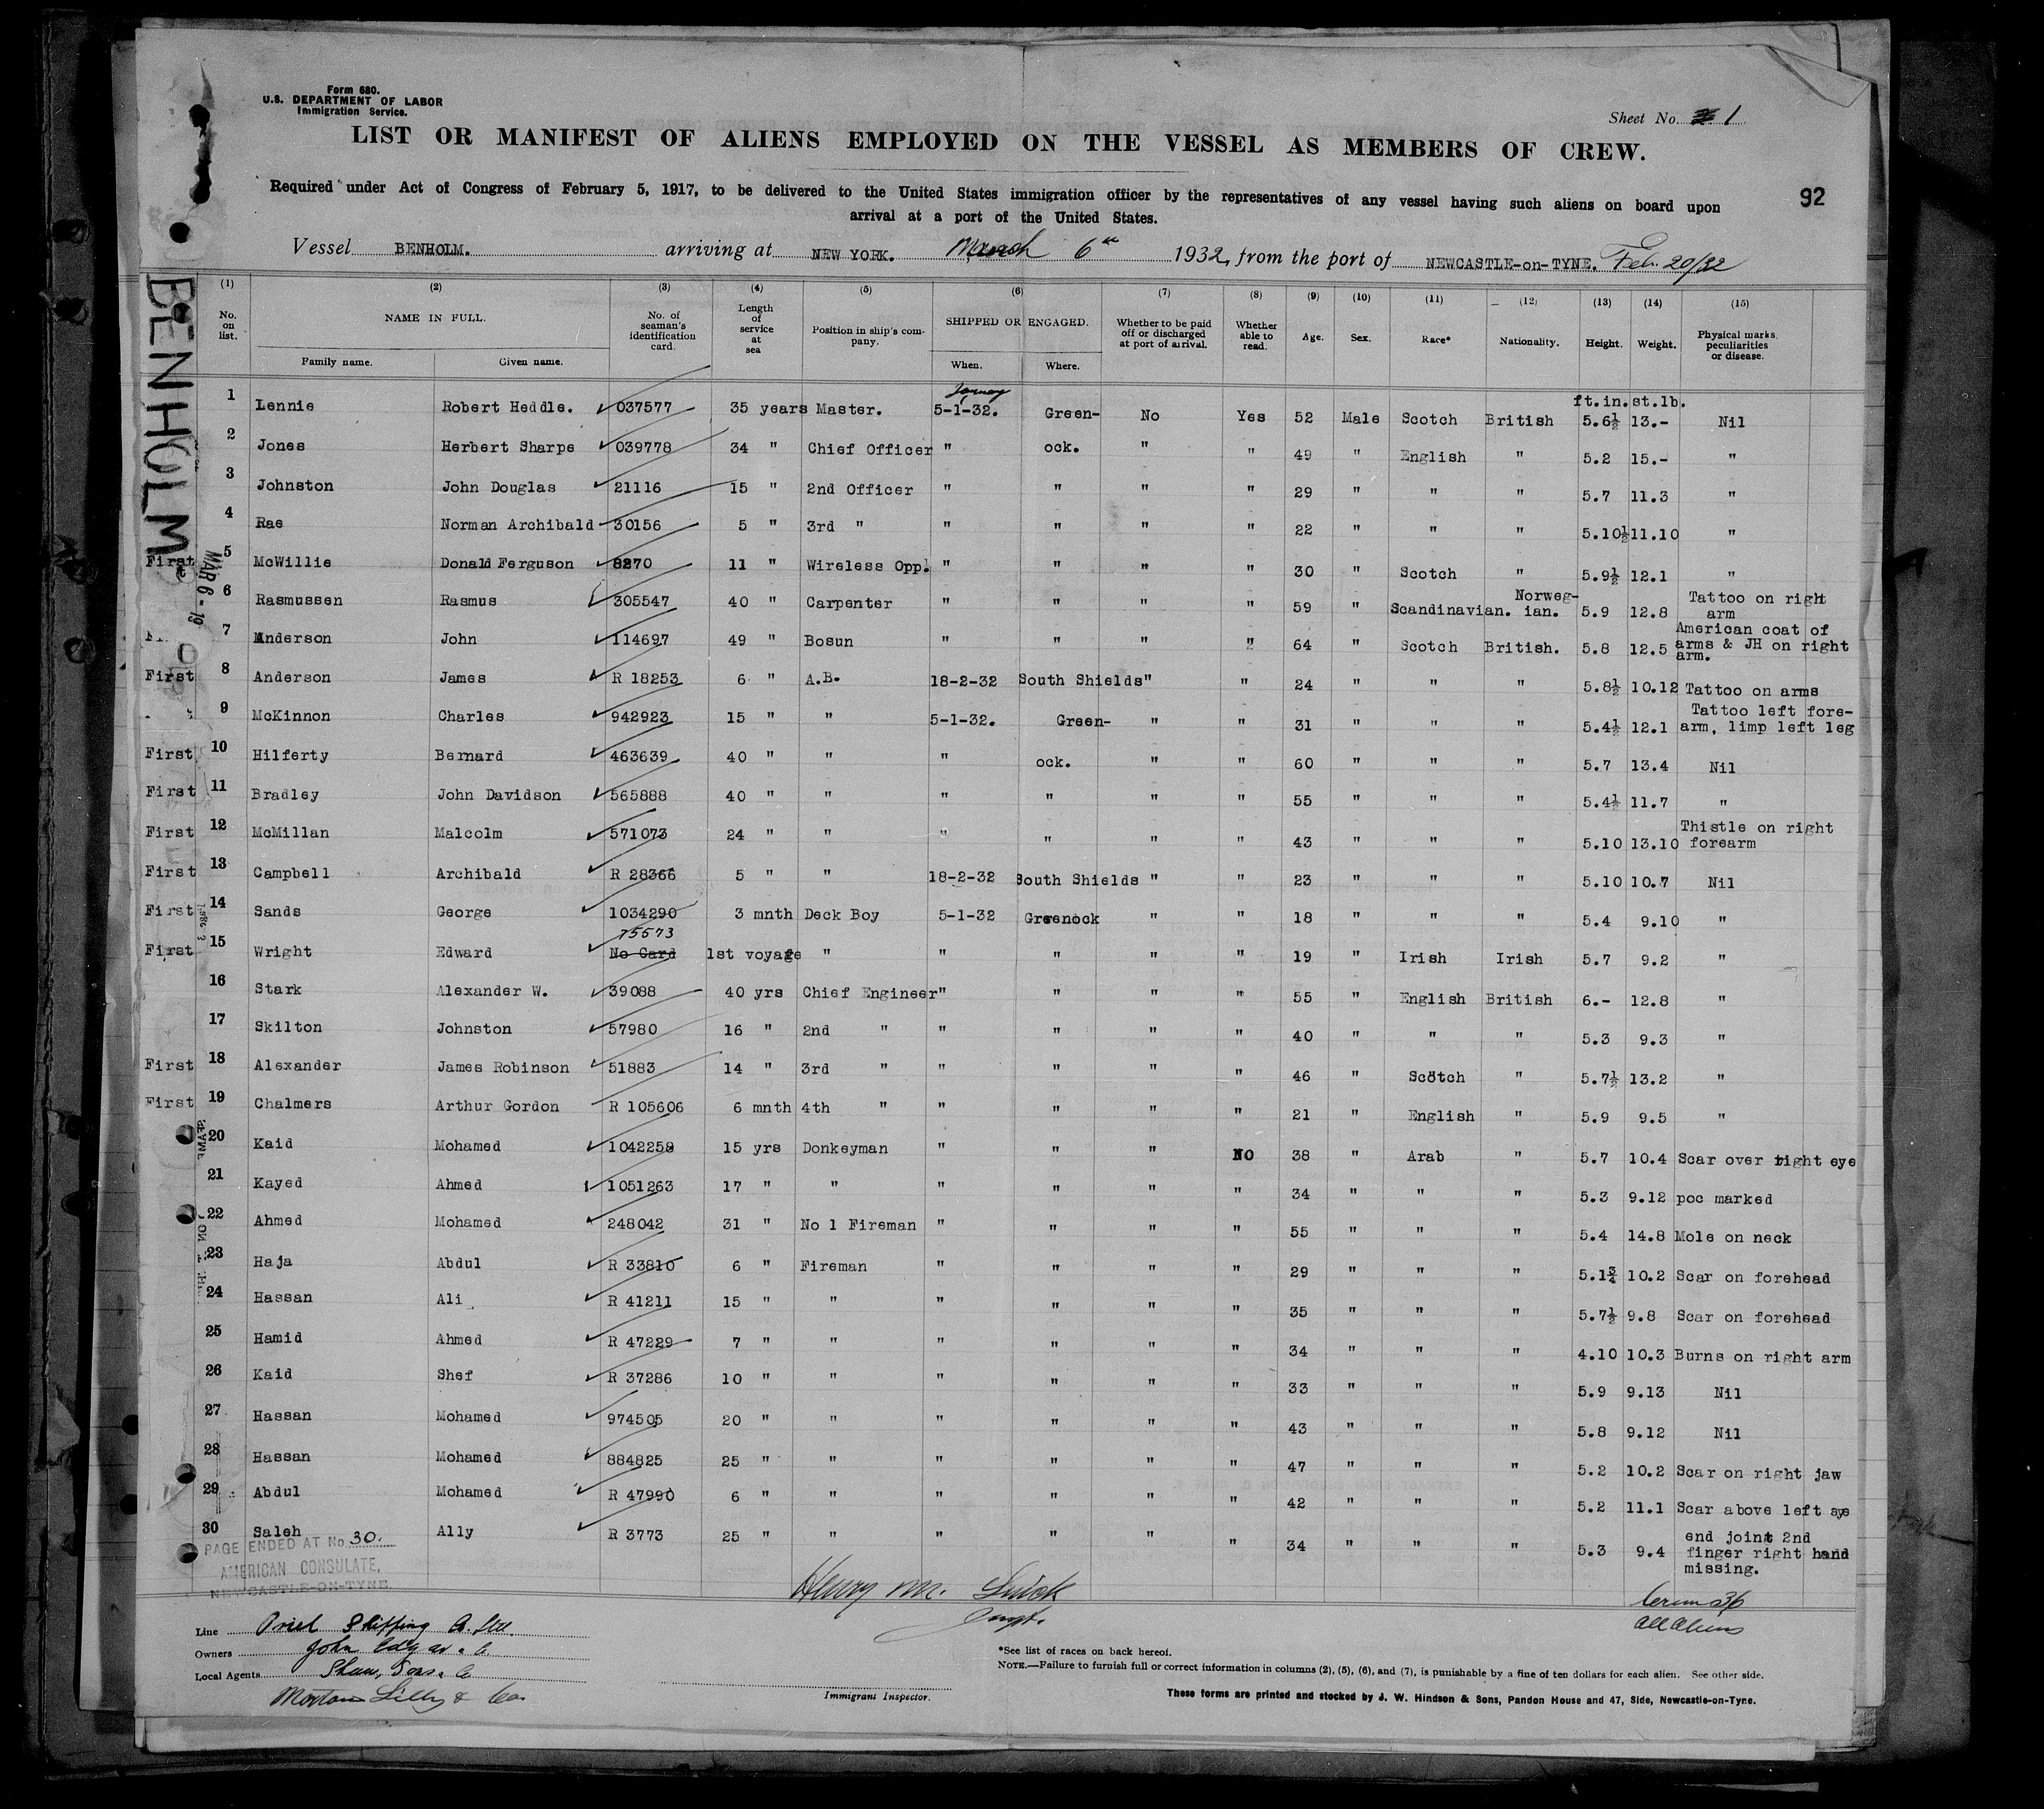 Form 680.
U.S. DEPARTMENT OF LABOR
Immigration Service.
Sheet No. 1
LIST OR MANIFEST OF ALIENS EMPLOYED ON THE VESSEL AS MEMBERS OF CREW.
Required under Act of Congress of February 5, 1917, to be delivered to the United States immigration officer by the representatives of any vessel having such aliens on board upon
arrival at a port of the United States.
92
Vessel BENHOLM. arriving at NEW YORK. March 6th 1932, from the port of NEWCASTLE-on-TYNE. Feb. 20/32
BENHOLM
(1) (2) (3) (4) (5) (6) (7) (8) (9) (10) (11) (12) (13) (14) (15)
No. on list. NAME IN FULL. Family name. Given name. No. of seaman's identification card. Length of service at sea Position in ship's company. SHIPPED OR ENGAGED. When. Where. Whether to be paid off or discharged at port of arrival. Whether able to read. Age. Sex. Race* Nationality. Height. Weight. Physical marks, peculiarities or disease.
ft.in. st.lb.
1 Lennie Robert Heddle. 037577 35 years Master. 5-1-32. Green- No Yes 52 Male Scotch British 5.6½ 13.- Nil
2 Jones Herbert Sharpe 039778 34 " Chief Officer " ock. " " 49 " English " 5.2 15.- "
3 Johnston John Douglas 21116 15 " 2nd Officer " " " " 29 " " " 5.7 11.3 "
4 Rae Norman Archibald 30156 5 " 3rd " " " " " 22 " " " 5.10½ 11.10 "
First 5 McWillie Donald Ferguson 8270 11 " Wireless Opp. " " " " 30 " Scotch " 5.9½ 12.1 "
6 Rasmussen Rasmus 305547 40 " Carpenter " " " " 59 " Scandinavian. Norweg-ian. 5.9 12.8 Tattoo on right arm
7 Anderson John 114697 49 " Bosun " " " " 64 " Scotch British. 5.8 12.5 American coat of arms & JH on right arm.
First 8 Anderson James R 18253 6 " A.B. 18-2-32 South Shields " " 24 " " " 5.8½ 10.12 Tattoo on arms
9 McKinnon Charles 942923 15 " " 5-1-32. Green- " " 31 " " " 5.4½ 12.1 Tattoo left fore-arm, limp left leg
First 10 Hilferty Bernard 463639 40 " " " ock. " " 60 " " " 5.7 13.4 Nil
First 11 Bradley John Davidson 565888 40 " " " " " " 55 " " " 5.4½ 11.7 "
First 12 McMillan Malcolm 571073 24 " " " " " " 43 " " " 5.10 13.10 Thistle on right forearm
First 13 Campbell Archibald R 28366 5 " " 18-2-32 South Shields " " 23 " " " 5.10 10.7 Nil
First 14 Sands George 1034290 3 mnth Deck Boy 5-1-32 Greenock " " 18 " " " 5.4 9.10 "
First 15 Wright Edward 75573 No Card 1st voyage " " " " " 19 " Irish Irish 5.7 9.2 "
16 Stark Alexander W. 39088 40 yrs Chief Engineer " " " " 55 " English British 6.- 12.8 "
17 Skilton Johnston 57980 16 " 2nd " " " " " 40 " " " 5.3 9.3 "
First 18 Alexander James Robinson 51883 14 " 3rd " " " " " 46 " Scotch " 5.7½ 13.2 "
First 19 Chalmers Arthur Gordon R 105606 6 mnth 4th " " " " " 21 " English " 5.9 9.5 "
20 Kaid Mohamed 1042259 15 yrs Donkeyman " " " NO 38 " Arab " 5.7 10.4 Scar over right eye
21 Kayed Ahmed 1051263 17 " " " " " " 34 " " " 5.3 9.12 poc marked
22 Ahmed Mohamed 248042 31 " No 1 Fireman " " " " 55 " " " 5.4 14.8 Mole on neck
23 Haja Abdul R 33810 6 " Fireman " " " " 29 " " " 5.1¾ 10.2 Scar on forehead
24 Hassan Ali R 41211 15 " " " " " " 35 " " " 5.7½ 9.8 Scar on forehead
25 Hamid Ahmed R 47229 7 " " " " " " 34 " " " 4.10 10.3 Burns on right arm
26 Kaid Shef R 37286 10 " " " " " " 33 " " " 5.9 9.13 Nil
27 Hassan Mohamed 974505 20 " " " " " " 43 " " " 5.8 9.12 Nil
28 Hassan Mohamed 884825 25 " " " " " " 47 " " " 5.2 10.2 Scar on right jaw
29 Abdul Mohamed R 47990 6 " " " " " " 42 " " " 5.2 11.1 Scar above left eye
30 Saleh Ally R 3773 25 " " " " " " 34 " " " 5.3 9.4 end joint 2nd finger right hand missing.
PAGE ENDED AT No 30.
AMERICAN CONSULATE,
NEWCASTLE-ON-TYNE.
Henry M.
Crew 36
all aliens
Line Shipping Co. Ltd.
Owners John Edgar & Co
Local Agents Shaw, Sons & Co
Morton Lilly & Co.
Immigrant Inspector.
*See list of races on back hereof.
NOTE.—Failure to furnish full or correct information in columns (2), (5), (6), and (7), is punishable by a fine of ten dollars for each alien. See other side.
These forms are printed and stocked by J. W. Hindson & Sons, Pandon House and 47, Side, Newcastle-on-Tyne.